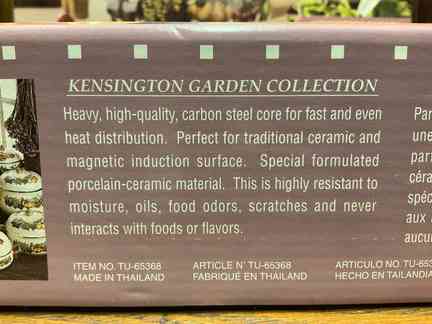 KENSINGTON GARDEN COLLECTION
Heavy, high-quality, carbon steel core for fast and even
heat distribution. Perfect for traditional ceramic and
magnetic induction surface. Special formulated
porcelain-ceramic material. This is highly resistant to
moisture, oils, food odors, scratches and never
interacts with foods or flavors.
ITEM NO. TU-65368
MADE IN THAILAND
ARTICLE N' TU-65368
FABRIQUE EN THAILAND
ARTICULO NO. TU-653
HECHO EN TAILANDIA
Par
une
parf
céra
spéc
aux
aucu